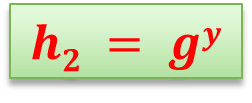 h₂ = gʸ